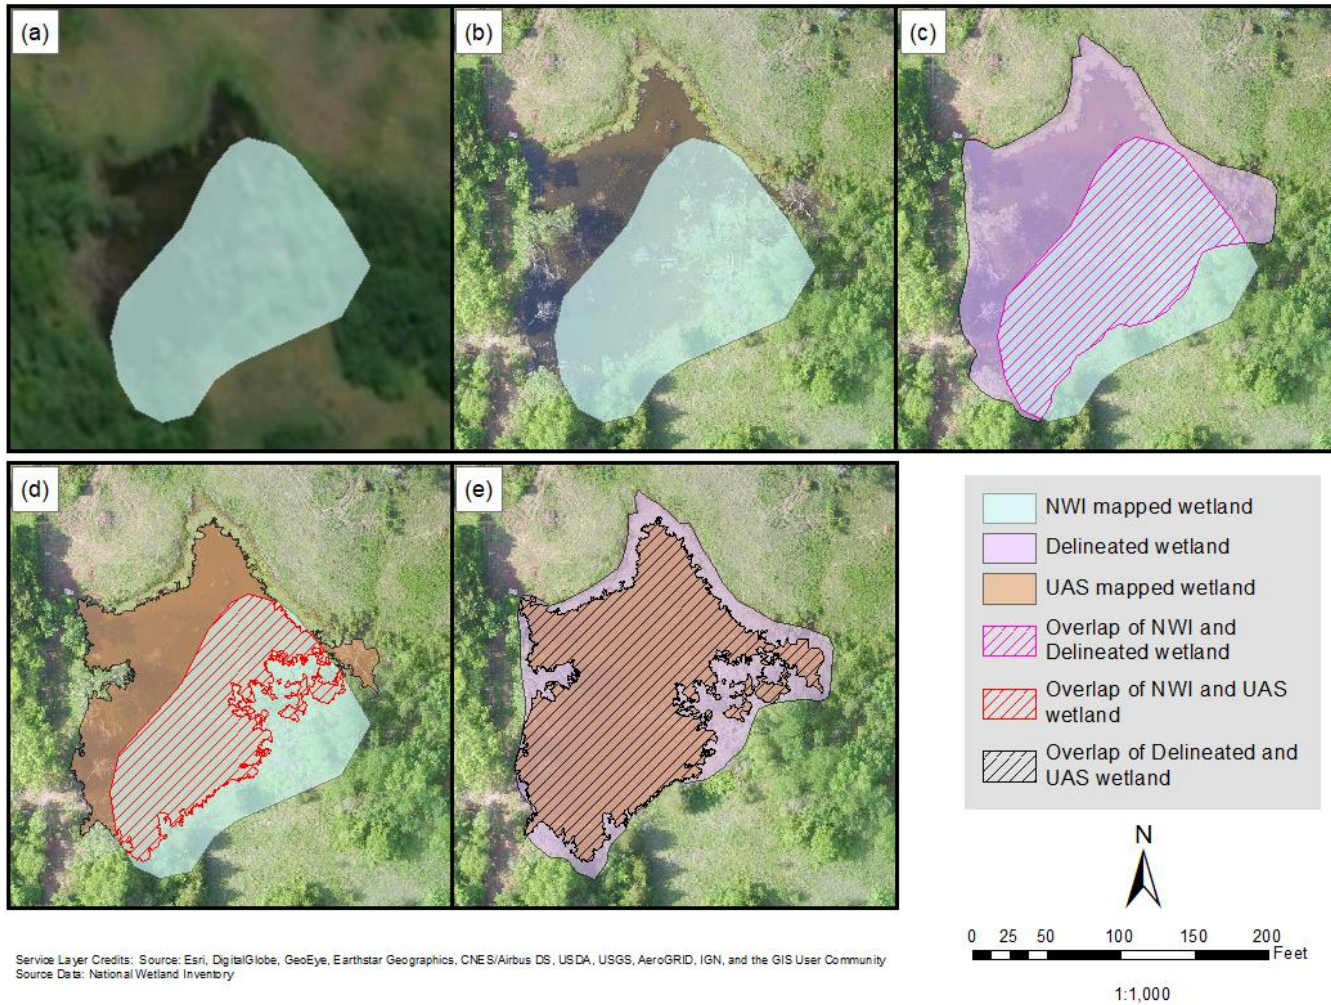 (a)
(b)
(c)
(d)
(e)
NWI mapped wetland
Delineated wetland
UAS mapped wetland
Overlap of NWI and
Delineated wetland
Overlap of NWI and UAS
wetland
Overlap of Delineated and
UAS wetland
N
0 25 50 100 150 200
Feet
1:1,000
Service Layer Credits: Source: Esri, DigitalGlobe, GeoEye, Earthstar Geographics, CNES/Airbus DS, USDA, USGS, AeroGRID, IGN, and the GIS User Community
Source Data: National Wetland Inventory